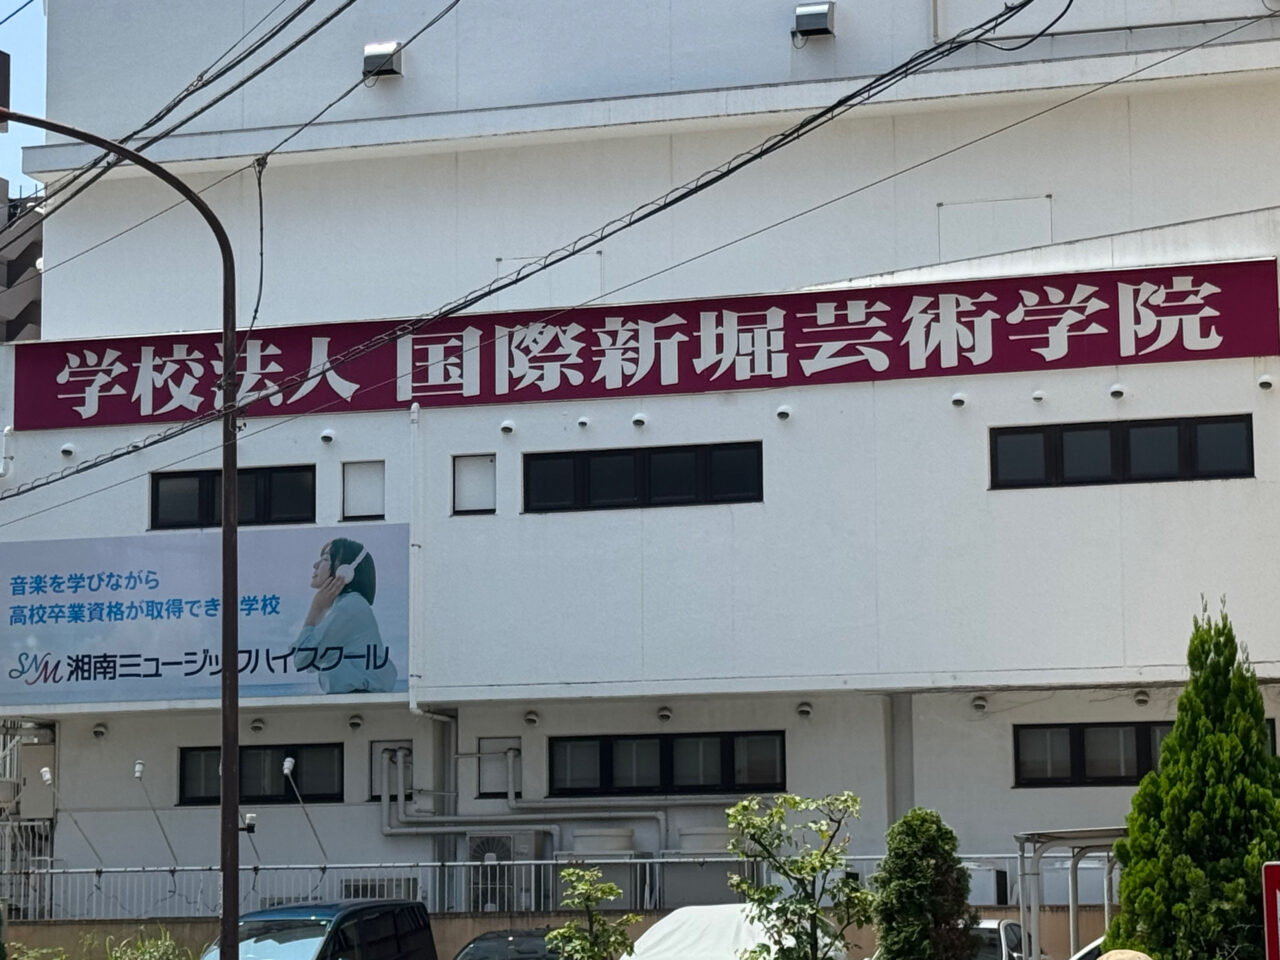 学校法人 国際新堀芸術学院
音楽を学びながら
高校卒業資格が取得でき 学校
SNM 湘南ミュージックハイスクール